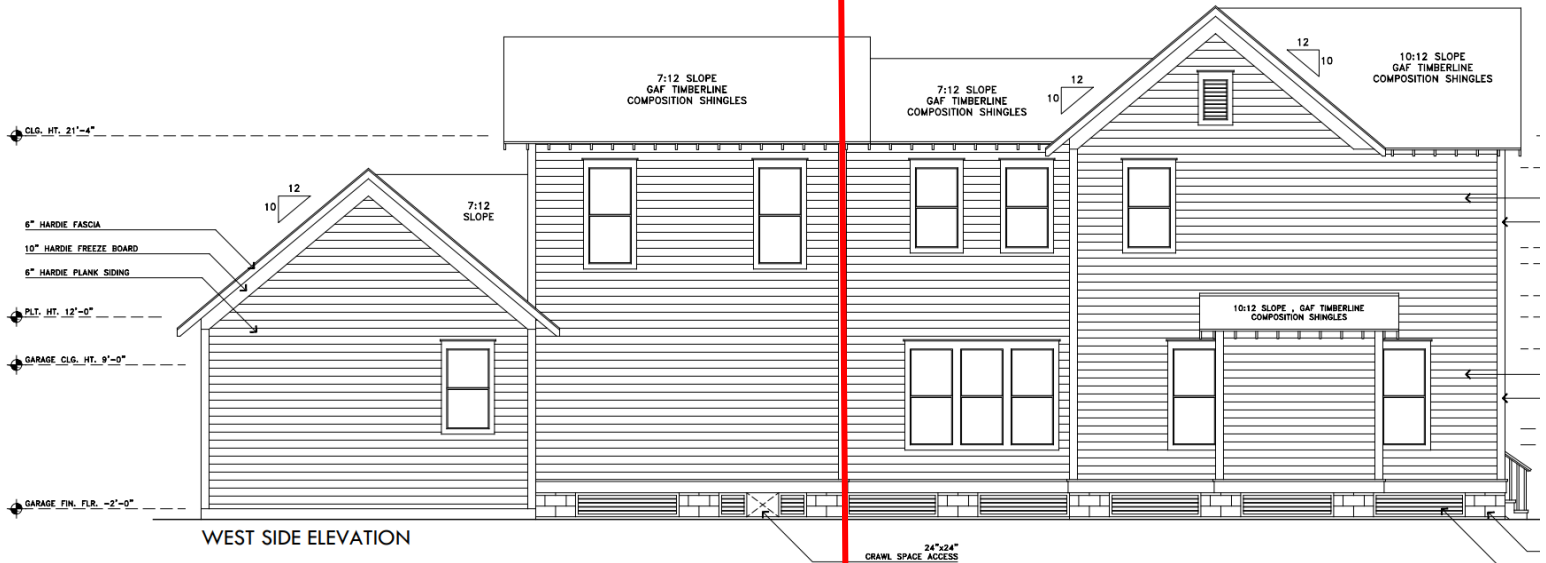 7:12 SLOPE
GAF TIMBERLINE
COMPOSITION SHINGLES
12
10
7:12 SLOPE
GAF TIMBERLINE
COMPOSITION SHINGLES
12
10
10:12 SLOPE
GAF TIMBERLINE
COMPOSITION SHINGLES
CLG. HT. 21'-4"
12
10
7:12
SLOPE
6" HARDIE FASCIA
10" HARDIE FREEZE BOARD
6" HARDIE PLANK SIDING
PLT. HT. 12'-0"
10:12 SLOPE , GAF TIMBERLINE
COMPOSITION SHINGLES
GARAGE CLG. HT. 9'-0"
GARAGE FIN. FLR. -2'-0"
WEST SIDE ELEVATION
24"x24"
CRAWL SPACE ACCESS